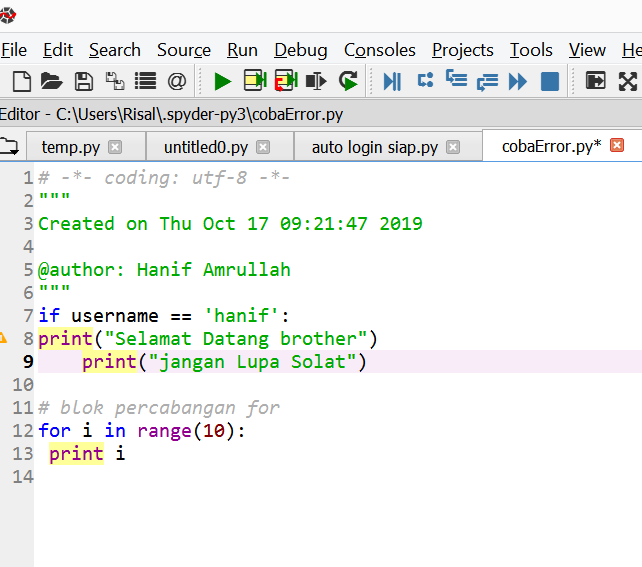 File Edit Search Source Run Debug Consoles Projects Tools View He
Editor - C:\Users\Risal\.spyder-py3\cobaError.py
temp.py untitled0.py auto login siap.py cobaError.py*
1 # -*- coding: utf-8 -*-
2 """
3 Created on Thu Oct 17 09:21:47 2019
4
5 @author: Hanif Amrullah
6 """
7 if username == 'hanif':
8 print("Selamat Datang brother")
9     print("jangan Lupa Solat")
10
11 # blok percabangan for
12 for i in range(10):
13  print i
14